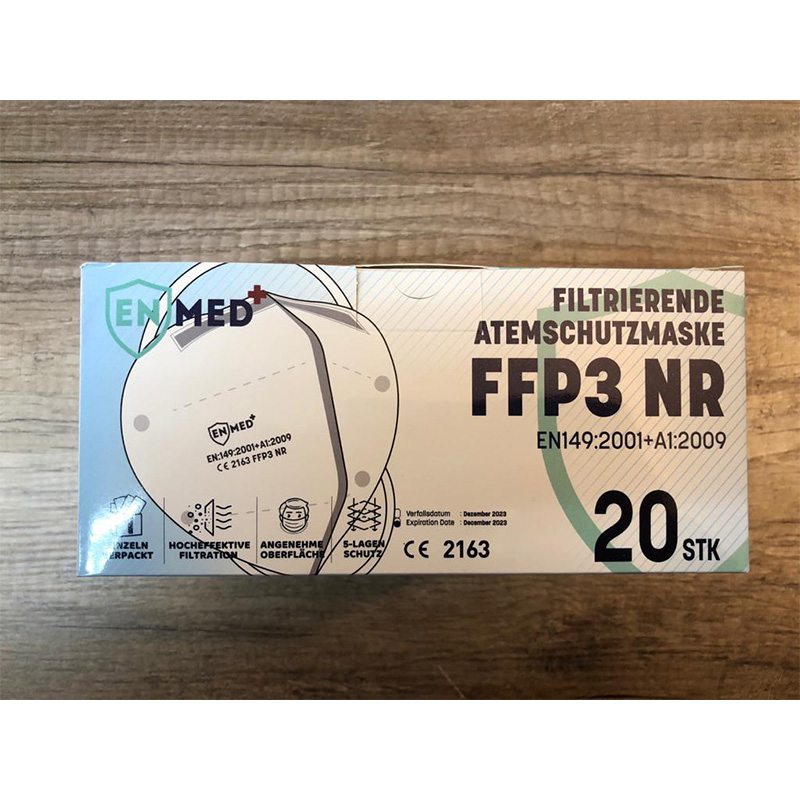 ENMED+
FILTRIERENDE
ATEMSCHUTZMASKE
FFP3 NR
EN149:2001+A1:2009
ENMED+
EN:149:2001+A1:2009
CE 2163 FFP3 NR
HOCHEFFEKTIVE
FILTRATION
ANGENEHME
OBERFLÄCHE
5-LAGEN
SCHUTZ
Verfallsdatum : Dezember 2023
Expiration Date : December 2023
CE 2163
20 STK